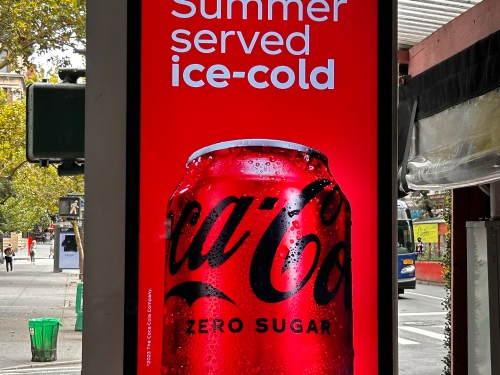 Summer
served
ice-cold
Coca-Cola
ZERO SUGAR
©2023 The Coca-Cola Company.